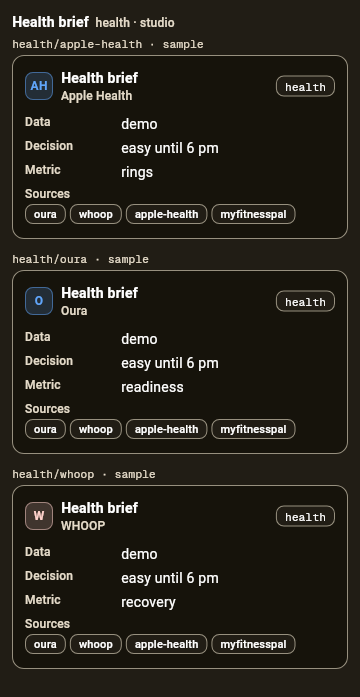 Health brief health · studio
health/apple-health · sample
AH Health brief health
Apple Health
Data demo
Decision easy until 6 pm
Metric rings
Sources
oura whoop apple-health myfitnesspal
health/oura · sample
O Health brief health
Oura
Data demo
Decision easy until 6 pm
Metric readiness
Sources
oura whoop apple-health myfitnesspal
health/whoop · sample
W Health brief health
WHOOP
Data demo
Decision easy until 6 pm
Metric recovery
Sources
oura whoop apple-health myfitnesspal